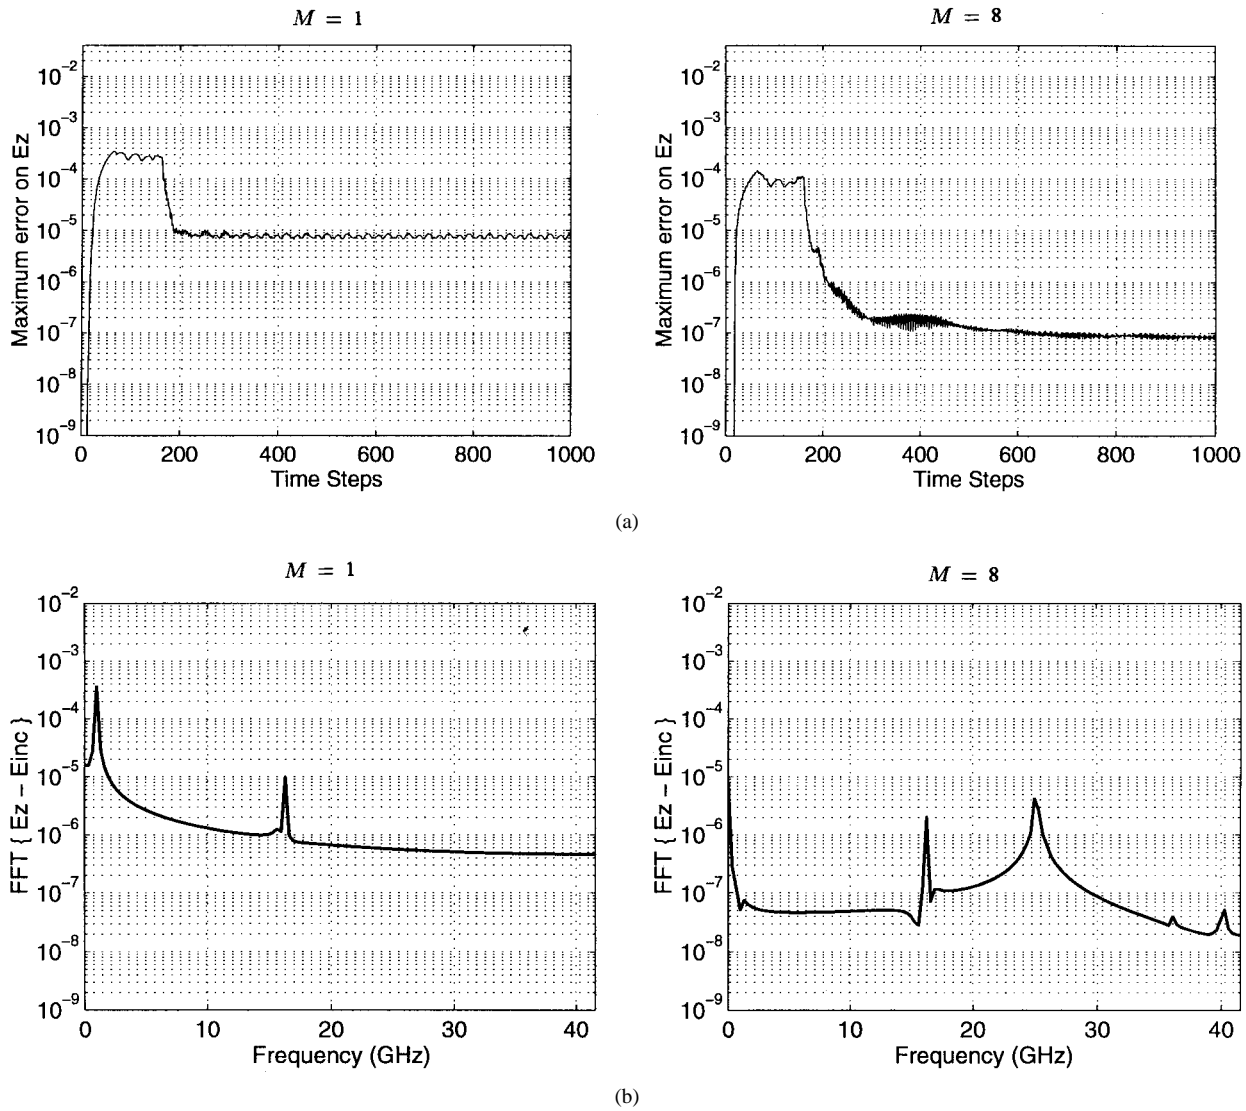 M = 1
M = 8
10^-2
10^-3
10^-4
10^-5
10^-6
10^-7
10^-8
10^-9
Maximum error on Ez
0 200 400 600 800 1000
Time Steps
10^-2
10^-3
10^-4
10^-5
10^-6
10^-7
10^-8
10^-9
Maximum error on Ez
0 200 400 600 800 1000
Time Steps
(a)
M = 1
M = 8
10^-2
10^-3
10^-4
10^-5
10^-6
10^-7
10^-8
10^-9
FFT { Ez – Einc }
0 10 20 30 40
Frequency (GHz)
10^-2
10^-3
10^-4
10^-5
10^-6
10^-7
10^-8
10^-9
FFT { Ez – Einc }
0 10 20 30 40
Frequency (GHz)
(b)